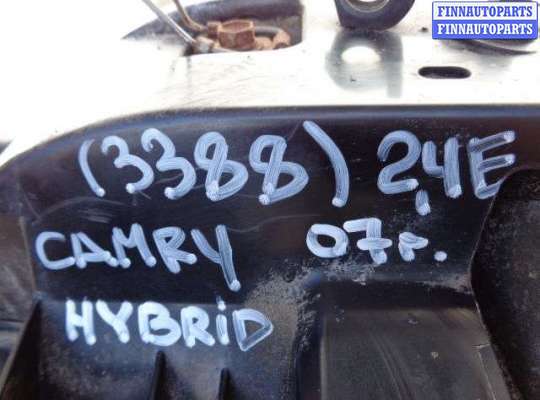 FINNAUTOPARTS
FINNAUTOPARTS
(3388) 2,4E
CAMRY 07г.
HYBRiD